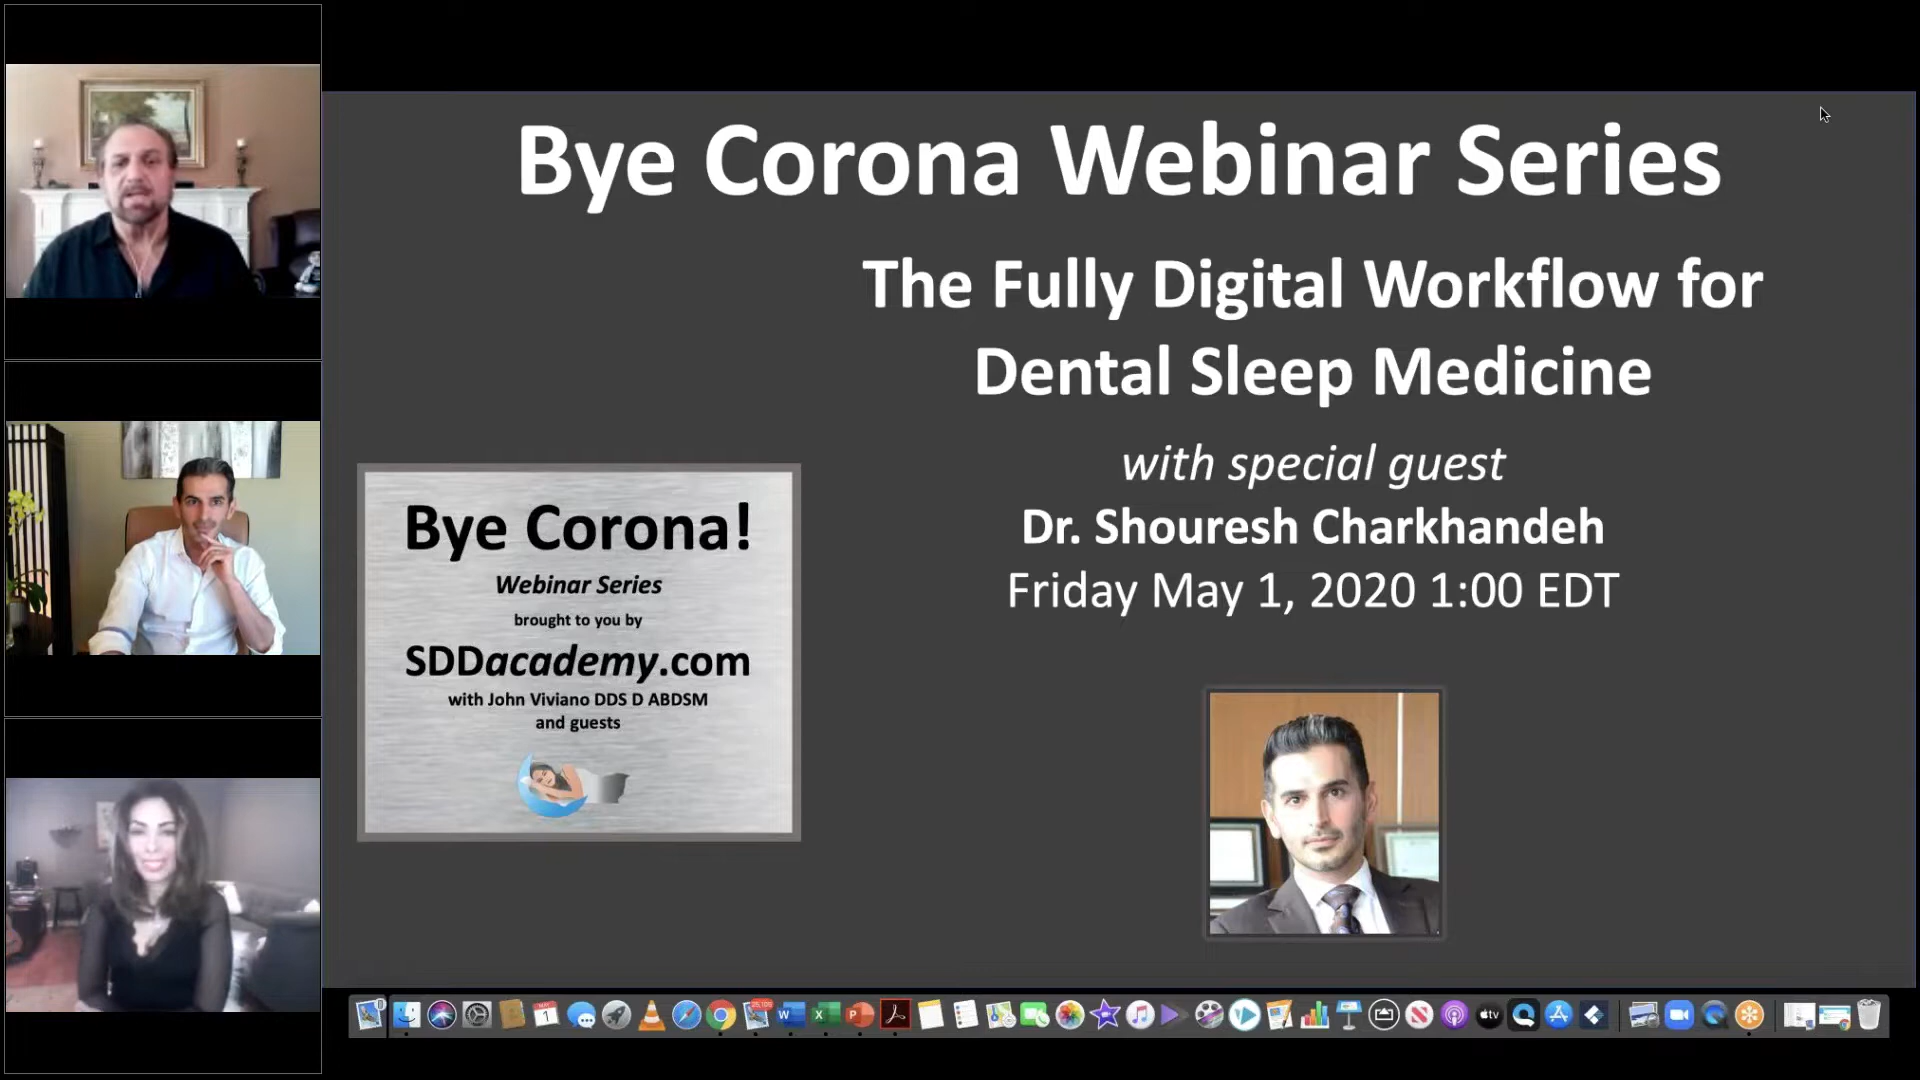 Bye Corona Webinar Series
The Fully Digital Workflow for
Dental Sleep Medicine
with special guest
Dr. Shouresh Charkhandeh
Friday May 1, 2020 1:00 EDT
Bye Corona!
Webinar Series
brought to you by
SDDacademy.com
with John Viviano DDS D ABDSM
and guests
1
W
X
P
tv